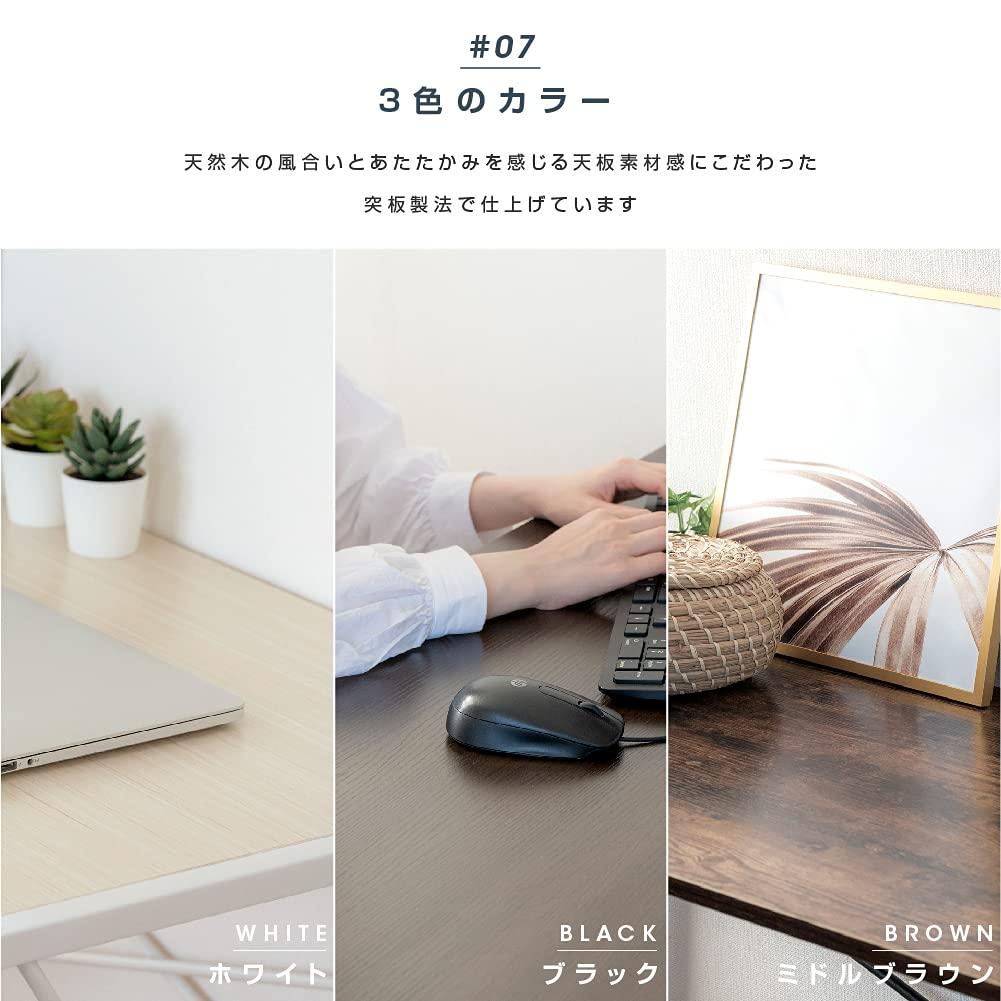 #07
3色のカラー
天然木の風合いとあたたかみを感じる天板素材感にこだわった
突板製法で仕上げています
WHITE
ホワイト
BLACK
ブラック
BROWN
ミドルブラウン